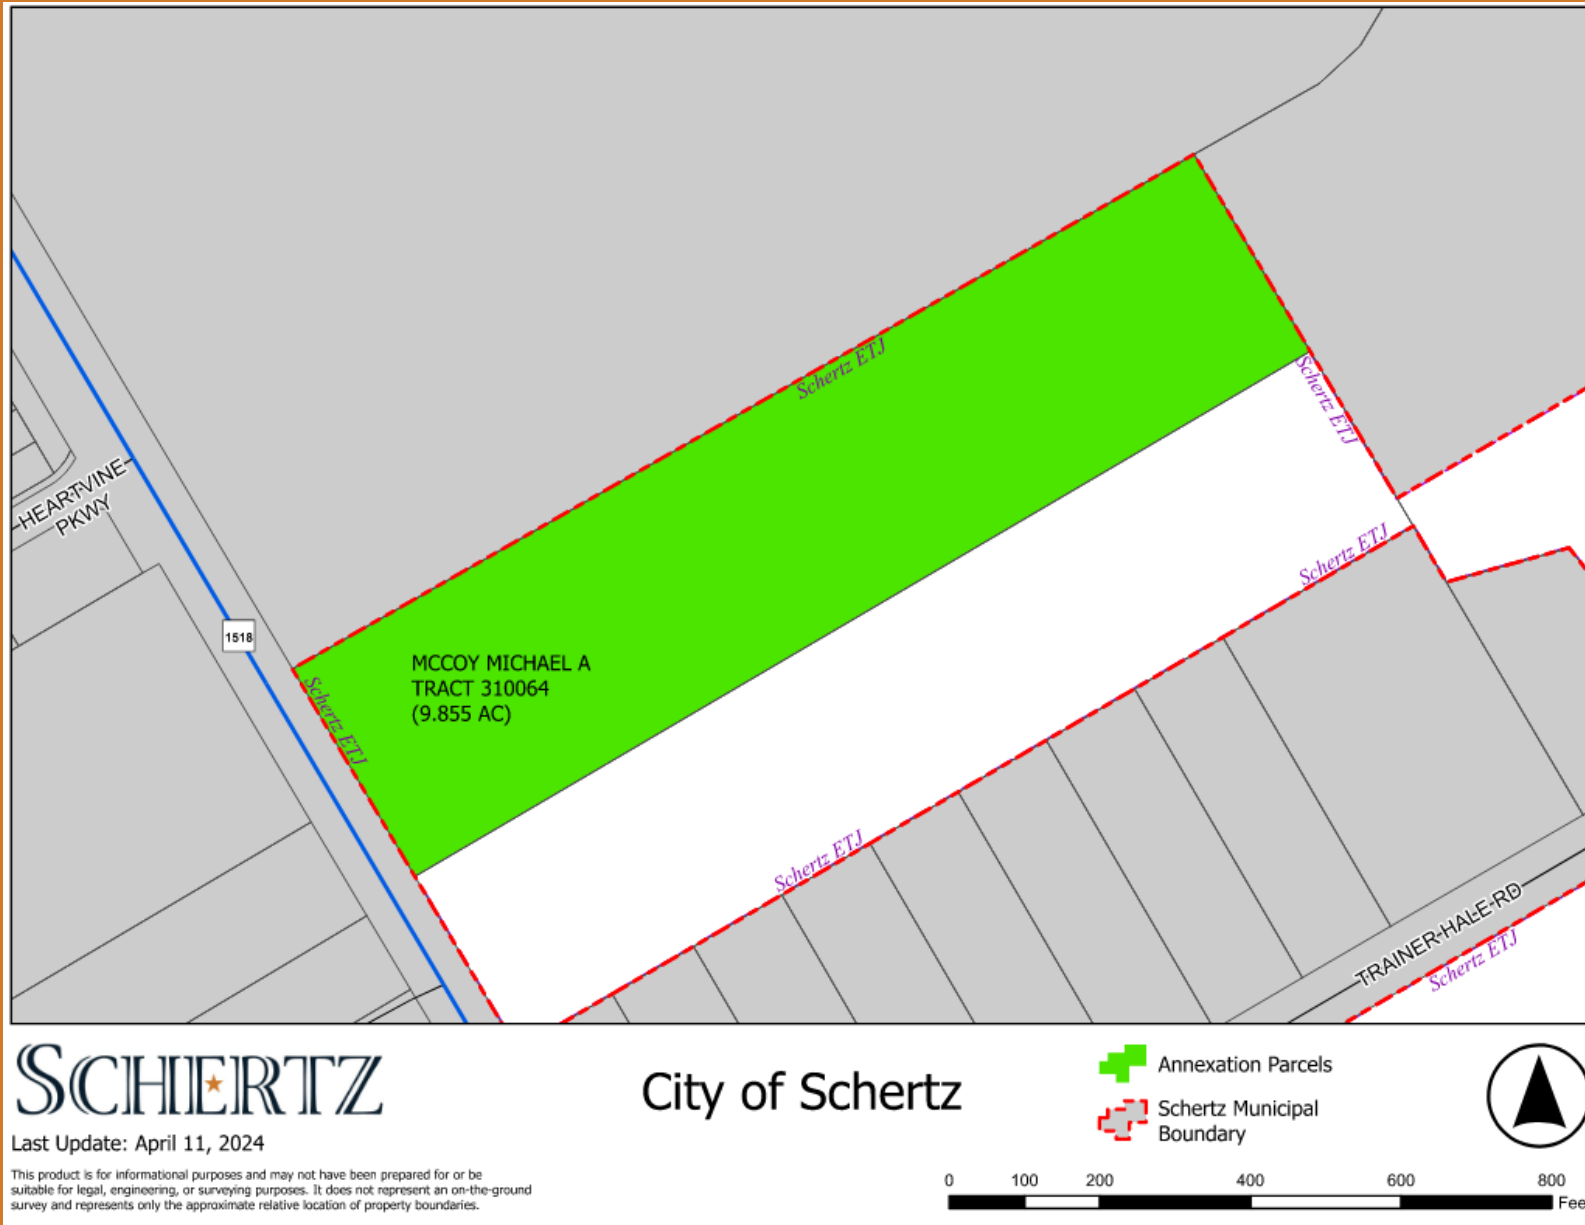 Schertz ETJ
Schertz ETJ
HEARTVINE
PKWY
Schertz ETJ
1518
MCCOY MICHAEL A
TRACT 310064
(9.855 AC)
Schertz ETJ
Schertz ETJ
TRAINER-HALE-RD
Schertz ETJ
SCHERTZ
Last Update: April 11, 2024
This product is for informational purposes and may not have been prepared for or be
suitable for legal, engineering, or surveying purposes. It does not represent an on-the-ground
survey and represents only the approximate relative location of property boundaries.
City of Schertz
Annexation Parcels
Schertz Municipal
Boundary
0 100 200 400 600 800
Fee